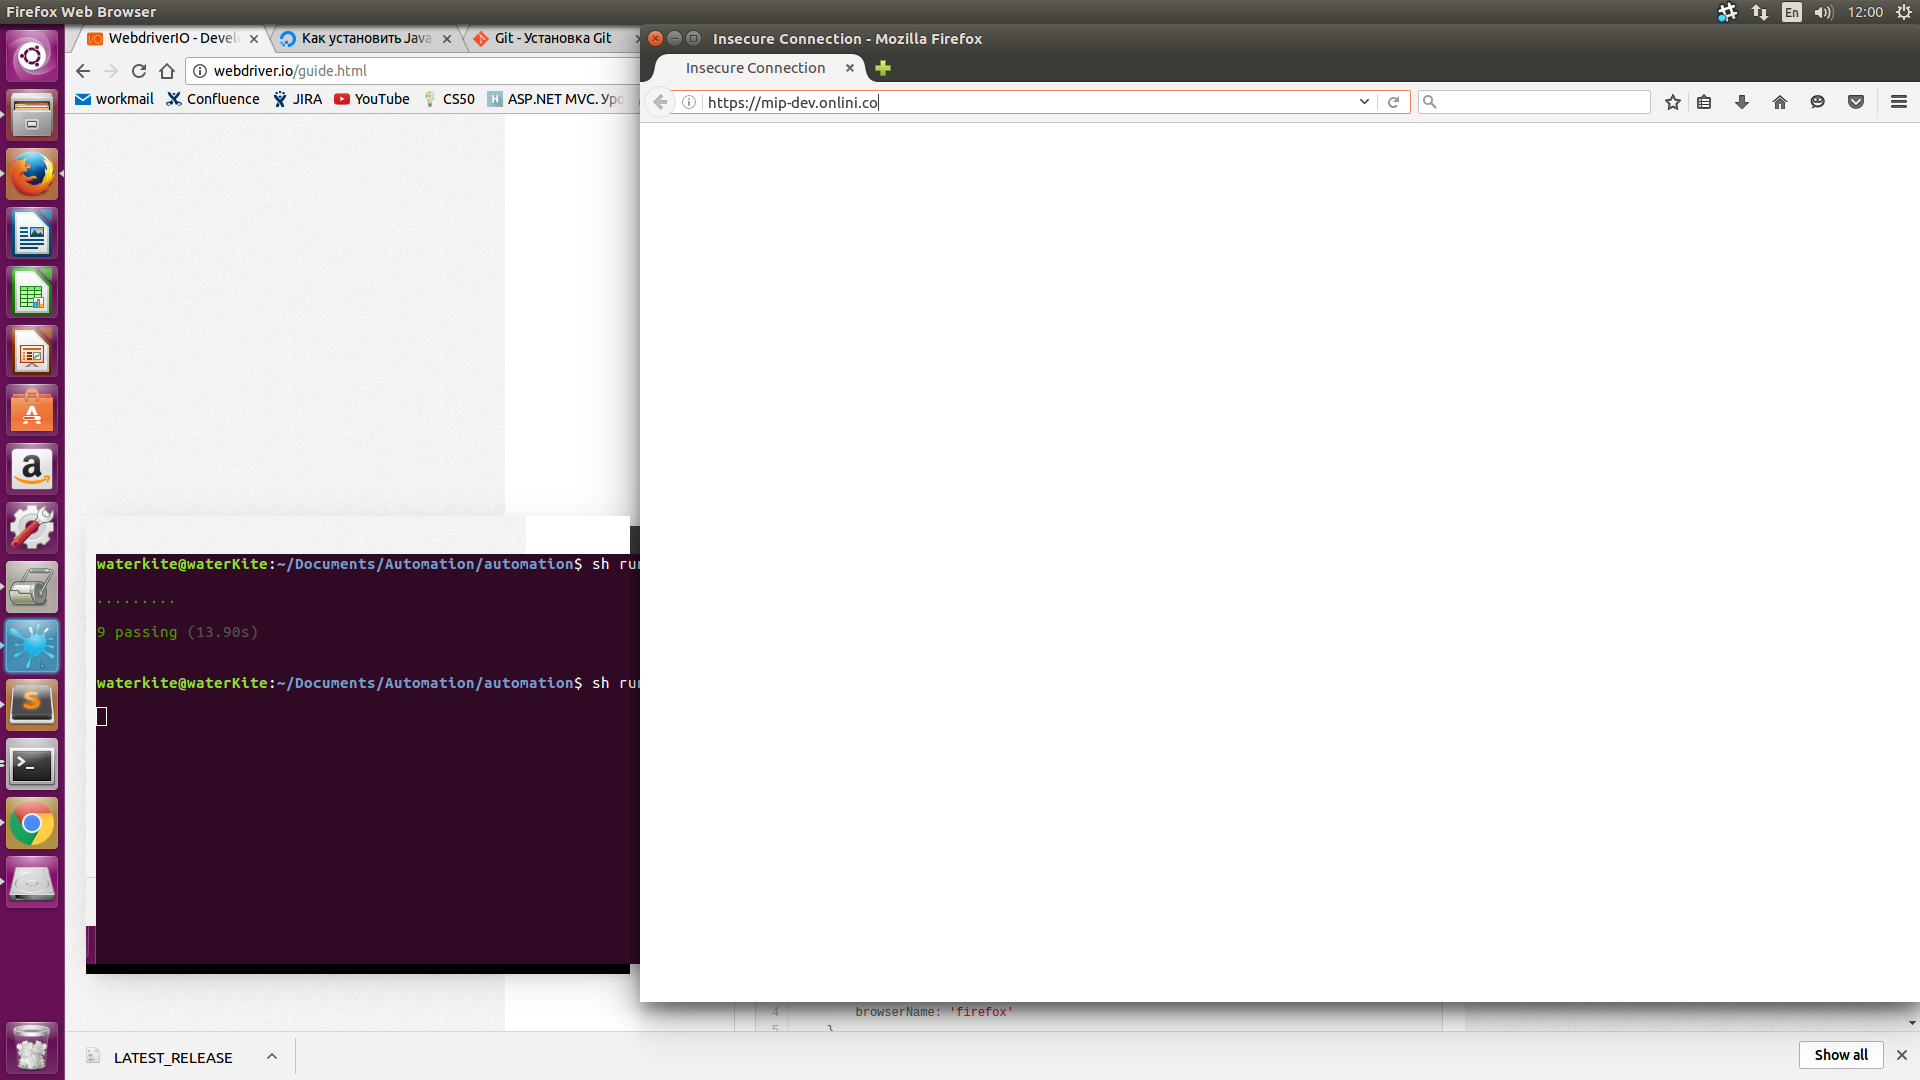 Firefox Web Browser
En
12:00
WebdriverIO - Devel
Как установить Java
Git - Установка Git
webdriver.io/guide.html
workmail
Confluence
JIRA
YouTube
CS50
ASP.NET MVC. Уро
Insecure Connection - Mozilla Firefox
Insecure Connection
https://mip-dev.onlini.co
waterkite@waterKite:~/Documents/Automation/automation$ sh run
.........
9 passing (13.90s)
waterkite@waterKite:~/Documents/Automation/automation$ sh run
4 browserName: 'firefox'
5 }
LATEST_RELEASE
Show all